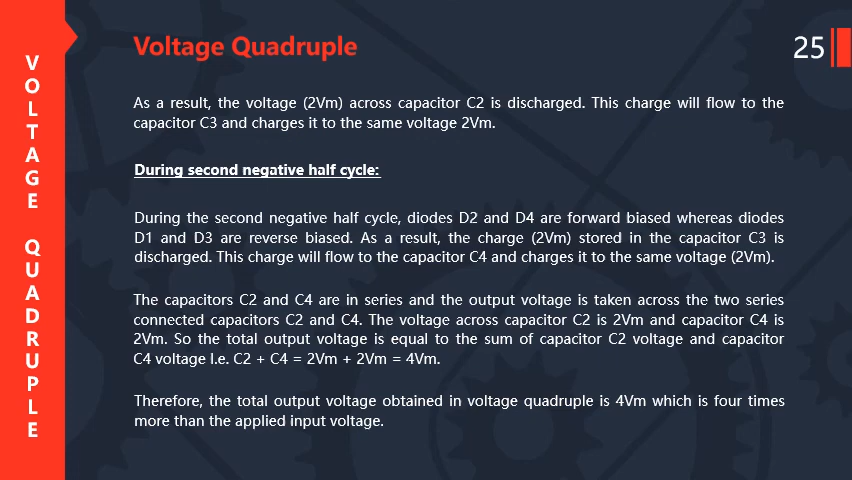 Voltage Quadruple
25
VOLTAGE QUADRUPLE
As a result, the voltage (2Vm) across capacitor C2 is discharged. This charge will flow to the
capacitor C3 and charges it to the same voltage 2Vm.
During second negative half cycle:
During the second negative half cycle, diodes D2 and D4 are forward biased whereas diodes
D1 and D3 are reverse biased. As a result, the charge (2Vm) stored in the capacitor C3 is
discharged. This charge will flow to the capacitor C4 and charges it to the same voltage (2Vm).
The capacitors C2 and C4 are in series and the output voltage is taken across the two series
connected capacitors C2 and C4. The voltage across capacitor C2 is 2Vm and capacitor C4 is
2Vm. So the total output voltage is equal to the sum of capacitor C2 voltage and capacitor
C4 voltage I.e. C2 + C4 = 2Vm + 2Vm = 4Vm.
Therefore, the total output voltage obtained in voltage quadruple is 4Vm which is four times
more than the applied input voltage.